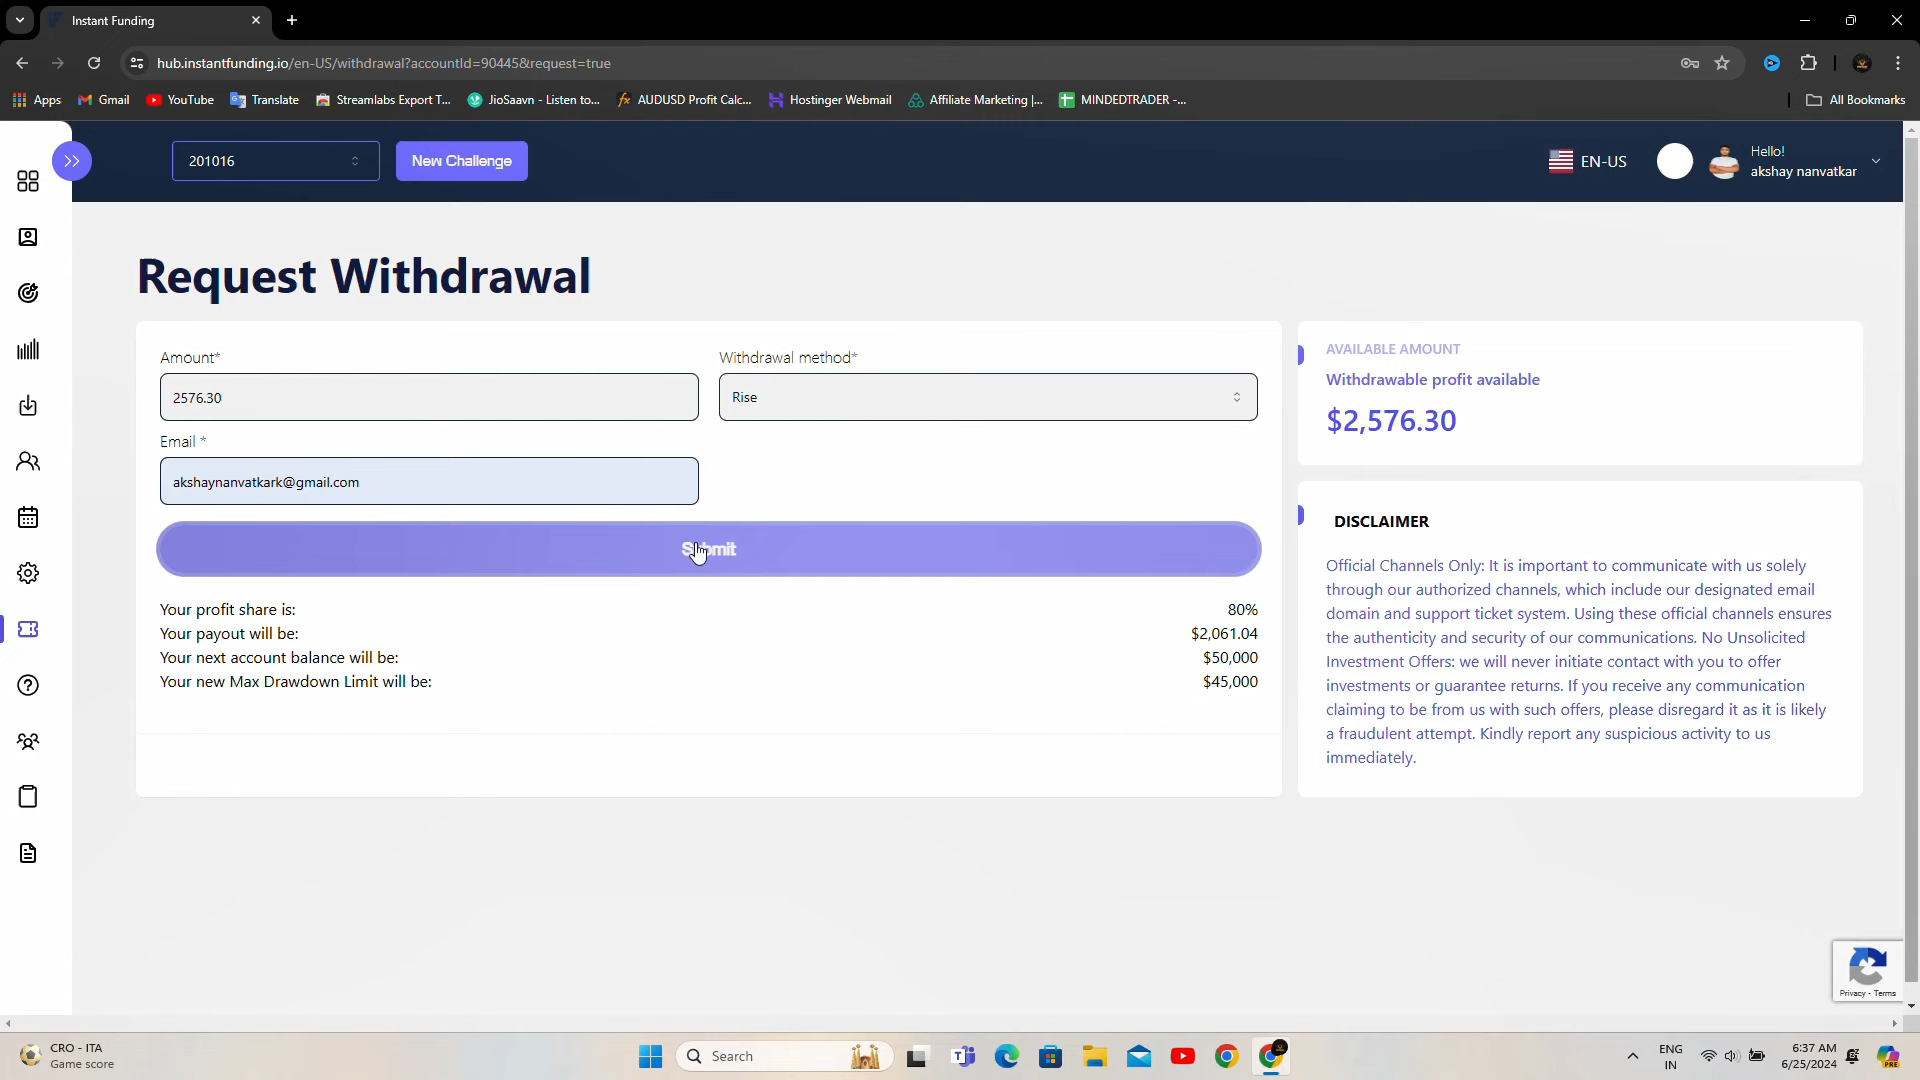 Instant Funding
hub.instantfunding.io/en-US/withdrawal?accountId=90445&request=true
Apps
Gmail
YouTube
Translate
Streamlabs Export T...
JioSaavn - Listen to...
AUDUSD Profit Calc...
Hostinger Webmail
Affiliate Marketing |...
MINDEDTRADER -...
All Bookmarks
201016
New Challenge
EN-US
Hello!
akshay nanvatkar
Request Withdrawal
Amount*
2576.30
Withdrawal method*
Rise
Email *
akshaynanvatkark@gmail.com
Submit
Your profit share is: 80%
Your payout will be: $2,061.04
Your next account balance will be: $50,000
Your new Max Drawdown Limit will be: $45,000
AVAILABLE AMOUNT
Withdrawable profit available
$2,576.30
DISCLAIMER
Official Channels Only: It is important to communicate with us solely
through our authorized channels, which include our designated email
domain and support ticket system. Using these official channels ensures
the authenticity and security of our communications. No Unsolicited
Investment Offers: we will never initiate contact with you to offer
investments or guarantee returns. If you receive any communication
claiming to be from us with such offers, please disregard it as it is likely
a fraudulent attempt. Kindly report any suspicious activity to us
immediately.
Privacy - Terms
CRO - ITA
Game score
Search
ENG
IN
6:37 AM
6/25/2024
PRE